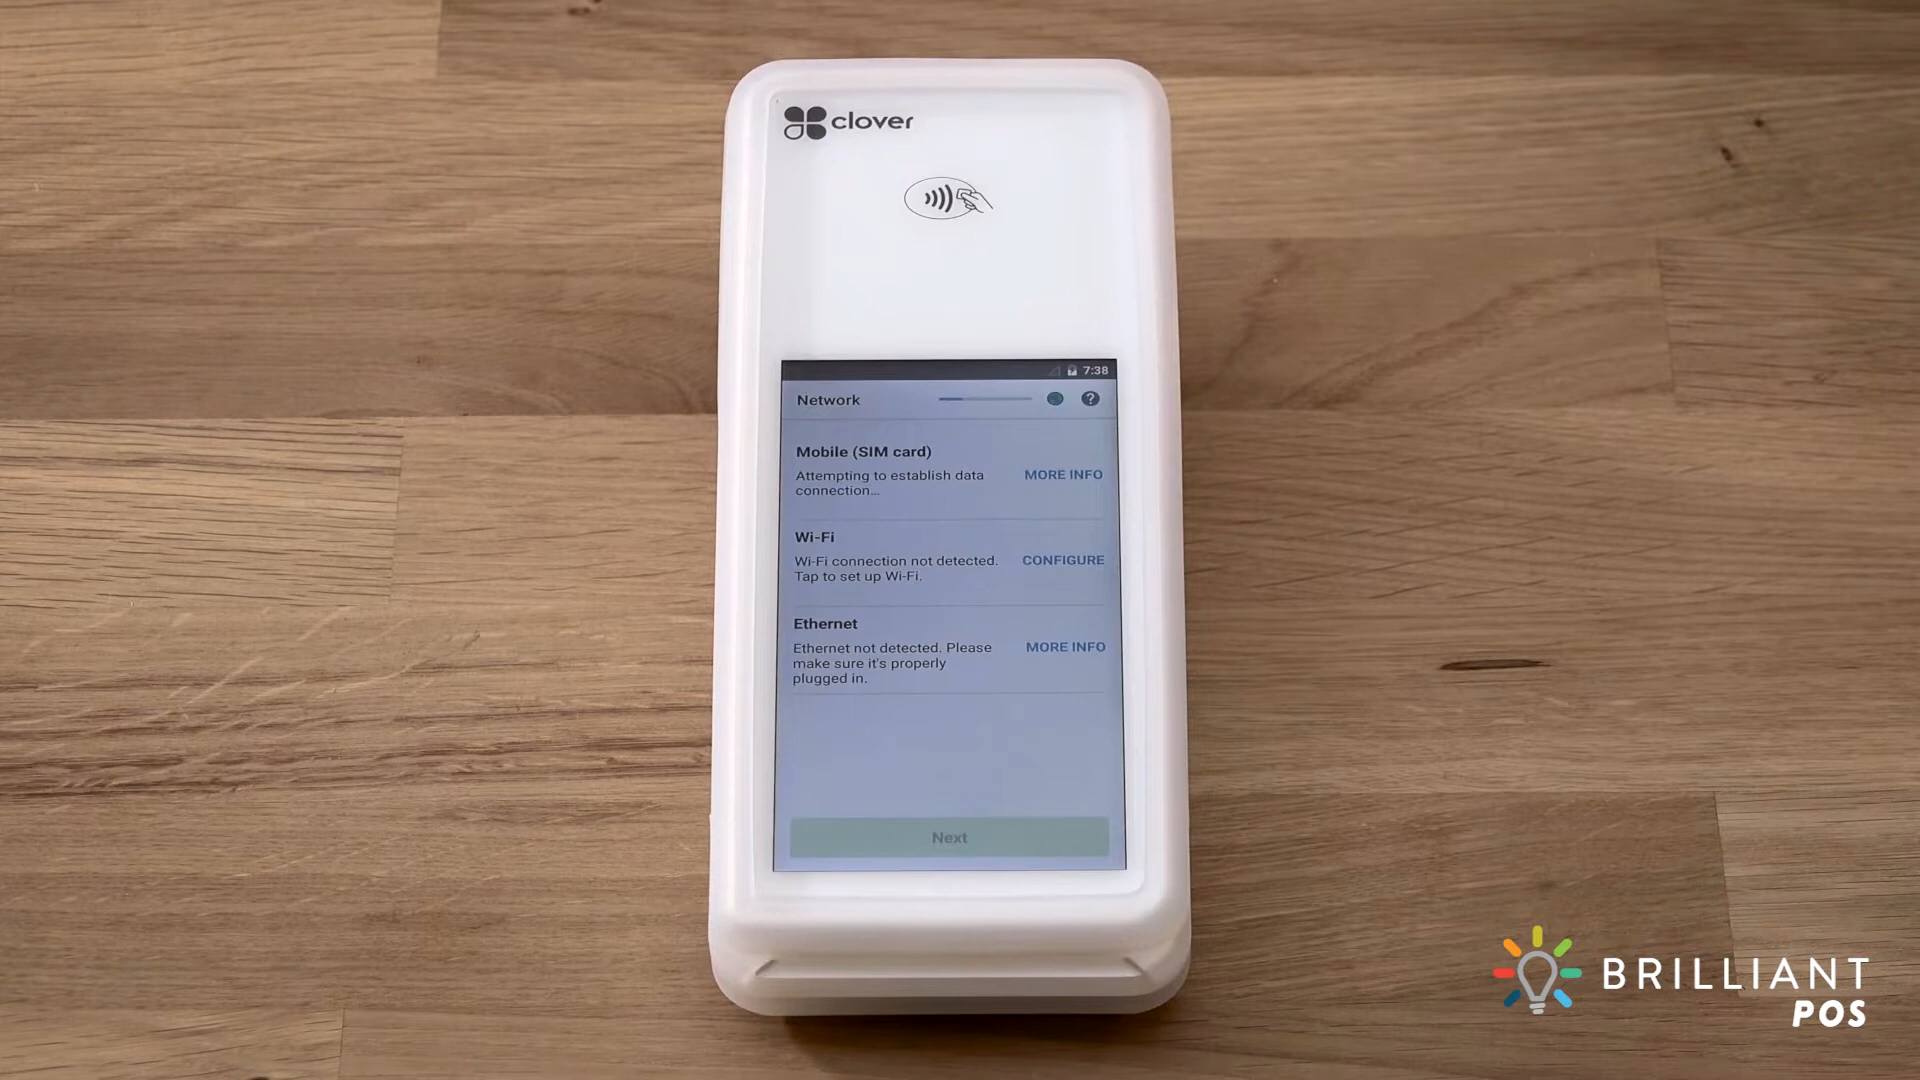 clover
7:38
Network
?
Mobile (SIM card)
Attempting to establish data
connection...
MORE INFO
Wi-Fi
Wi-Fi connection not detected.
Tap to set up Wi-Fi.
CONFIGURE
Ethernet
Ethernet not detected. Please
make sure it's properly
plugged in.
MORE INFO
Next
BRILLIANT
POS